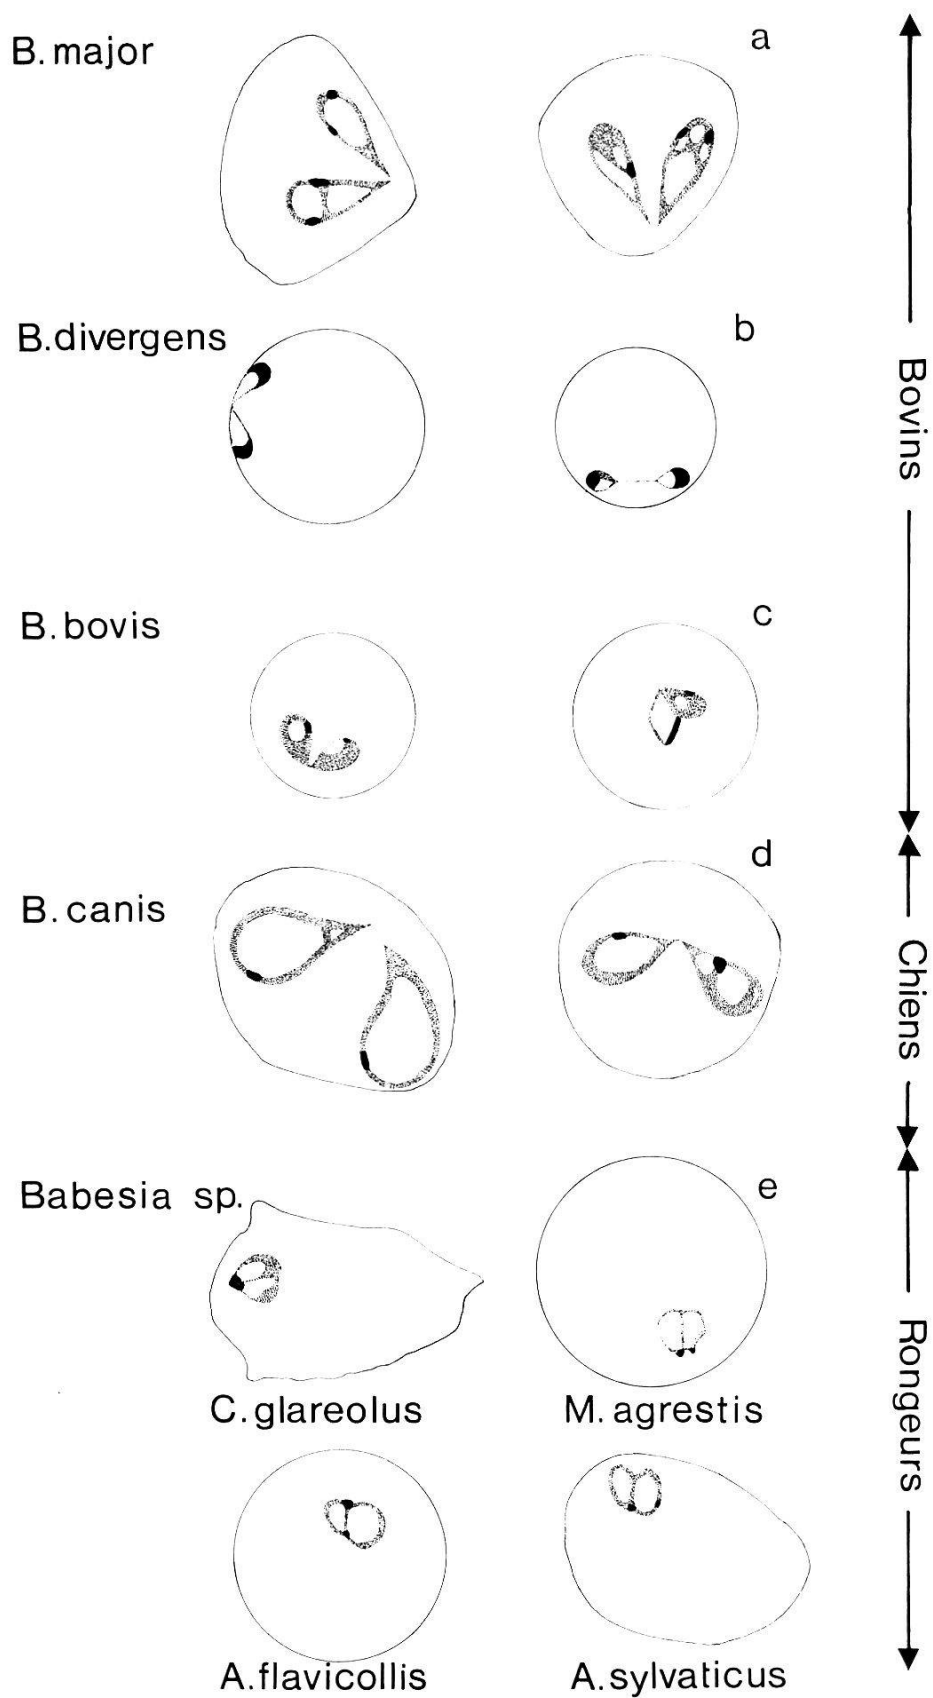 B. major
a
B. divergens
b
B. bovis
c
B. canis
d
Babesia sp.
e
C. glareolus
M. agrestis
A. flavicollis
A. sylvaticus
Bovins
Chiens
Rongeurs